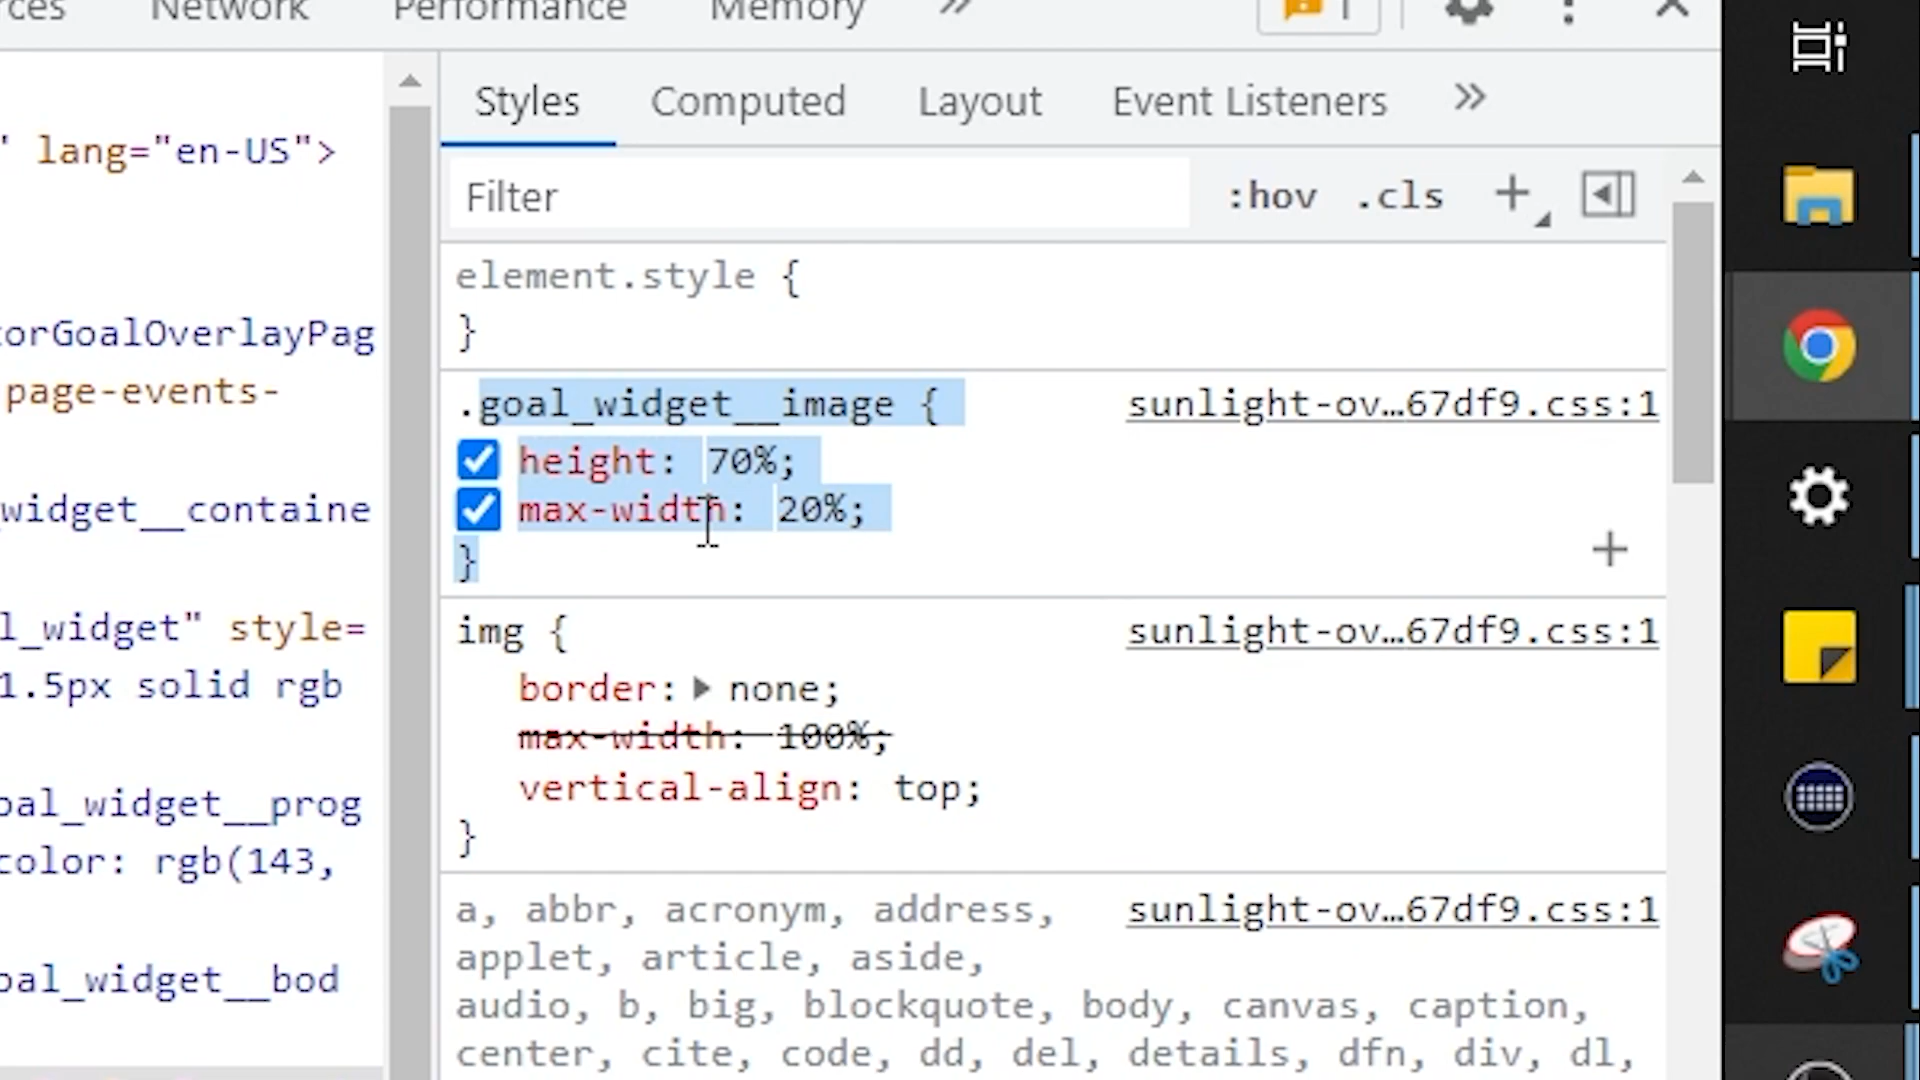 rces Network Performance Memory » 1
" lang="en-US">
torGoalOverlayPag
page-events-
widget__containe
l_widget" style=
1.5px solid rgb
oal_widget__prog
color: rgb(143,
oal_widget__bod
Styles Computed Layout Event Listeners »
Filter :hov .cls +
element.style {
}
.goal_widget__image { sunlight-ov…67df9.css:1
height: 70%;
max-width: 20%;
}
img { sunlight-ov…67df9.css:1
border: none;
max-width: 100%;
vertical-align: top;
}
a, abbr, acronym, address, sunlight-ov…67df9.css:1
applet, article, aside,
audio, b, big, blockquote, body, canvas, caption,
center, cite, code, dd, del, details, dfn, div, dl,